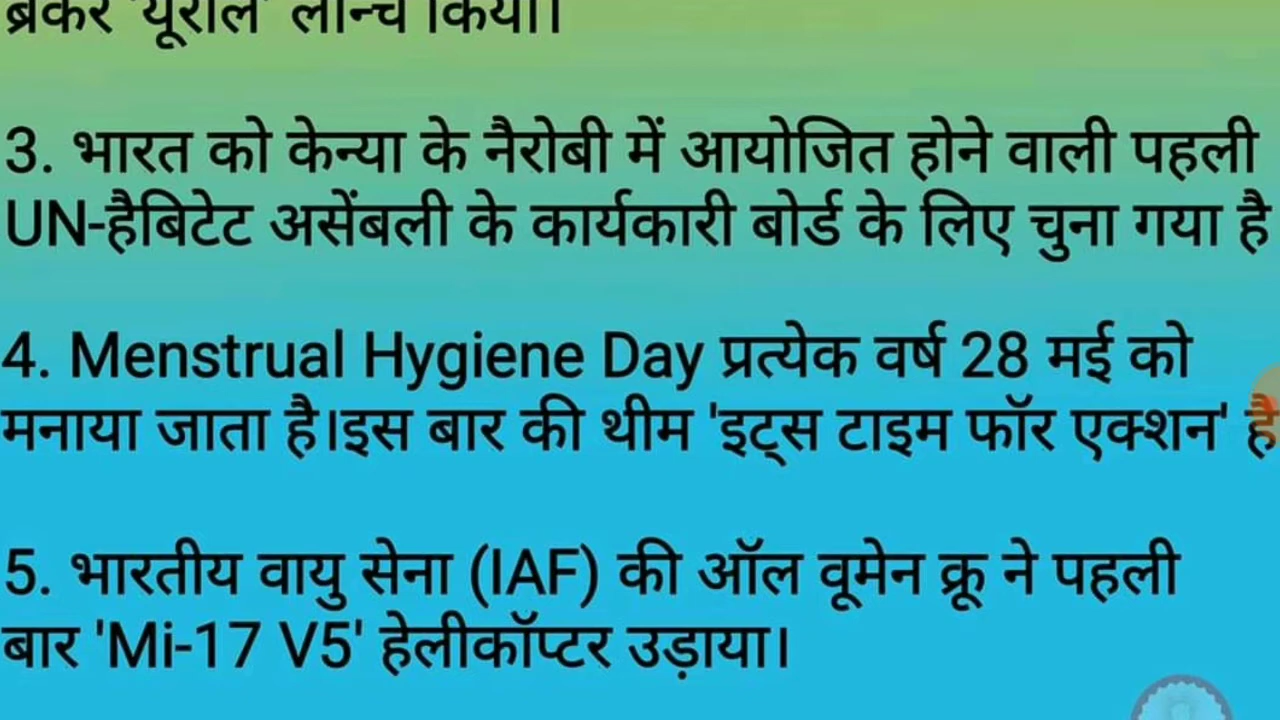 ब्रेकर 'यूराल' लॉन्च किया।
3. भारत को केन्या के नैरोबी में आयोजित होने वाली पहली
UN-हैबिटेट असेंबली के कार्यकारी बोर्ड के लिए चुना गया है
4. Menstrual Hygiene Day प्रत्येक वर्ष 28 मई को
मनाया जाता है।इस बार की थीम 'इट्स टाइम फॉर एक्शन' है
5. भारतीय वायु सेना (IAF) की ऑल वूमेन क्रू ने पहली
बार 'Mi-17 V5' हेलीकॉप्टर उड़ाया।